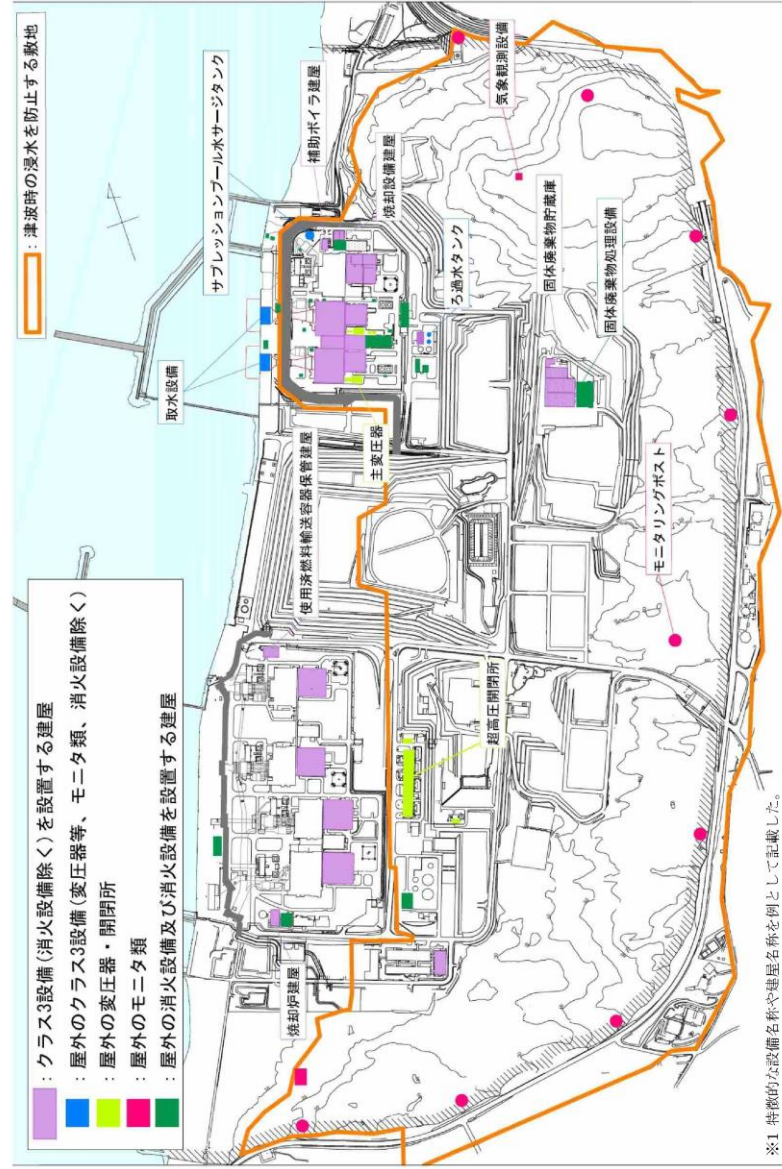 ：津波時の浸水を防止する敷地
：クラス3設備(消火設備除く)を設置する建屋
：屋外のクラス3設備(変圧器等、モニタ類、消火設備除く)
：屋外の変圧器・開閉所
：屋外のモニタ類
：屋外の消火設備及び消火設備を設置する建屋
サプレッションプール水サージタンク
補助ボイラ建屋
取水設備
焼却設備建屋
気象観測設備
ろ過水タンク
固体廃棄物貯蔵庫
固体廃棄物処理設備
主変圧器
使用済燃料輸送容器保管建屋
モニタリングポスト
超高圧開閉所
焼却炉建屋
※1 特徴的な設備名称や建屋名称を例として記載した。